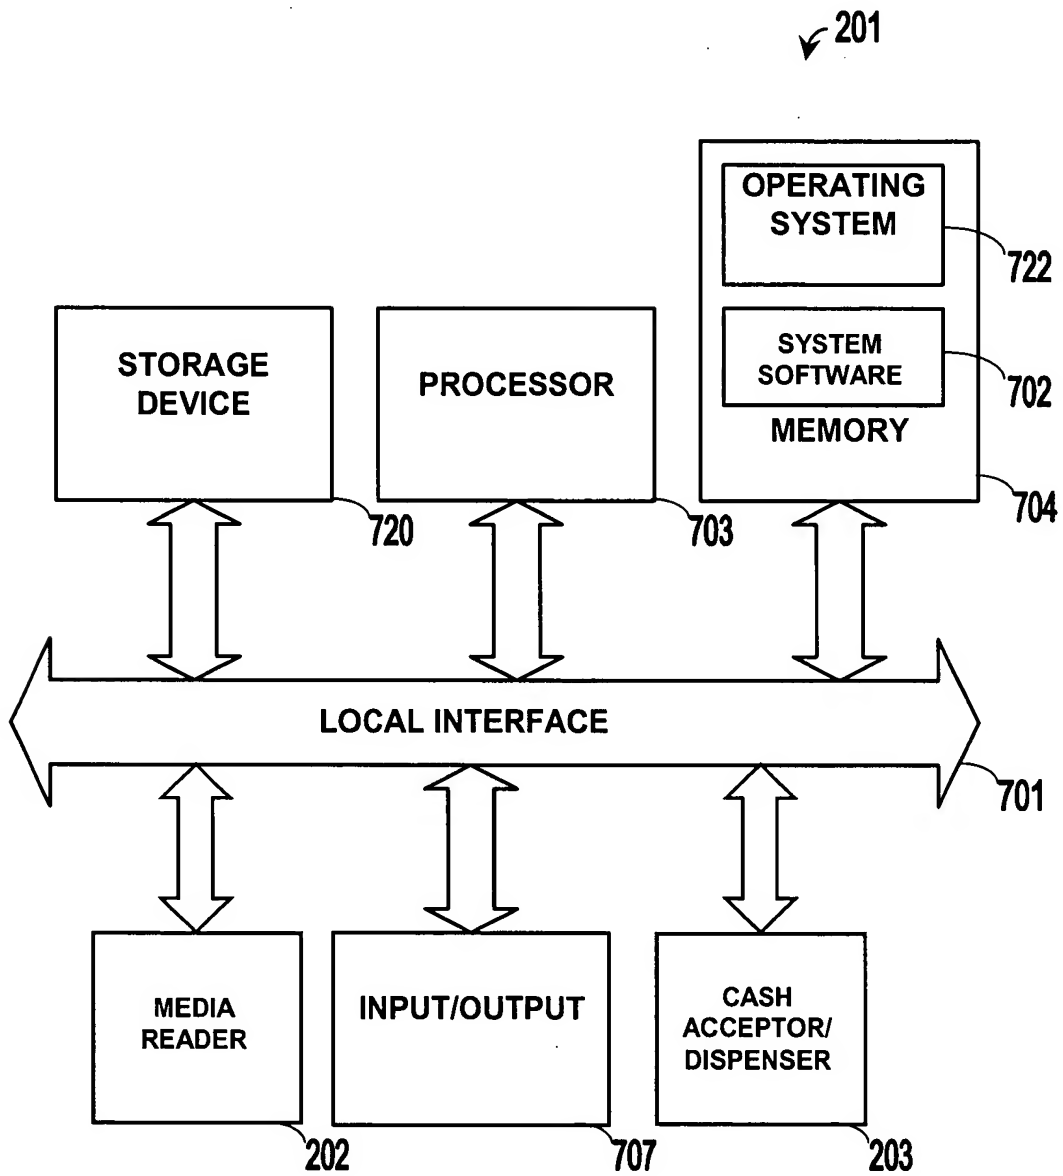 201
OPERATING
SYSTEM
722
SYSTEM
SOFTWARE
702
MEMORY
704
STORAGE
DEVICE
720
PROCESSOR
703
LOCAL INTERFACE
701
MEDIA
READER
202
INPUT/OUTPUT
707
CASH
ACCEPTOR/
DISPENSER
203